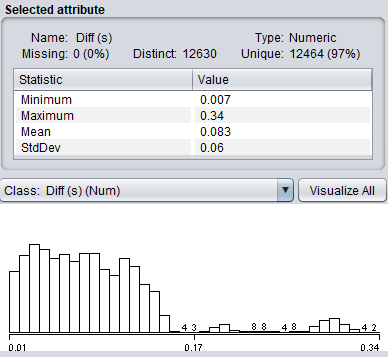 Selected attribute
Name: Diff (s) Type: Numeric
Missing: 0 (0%) Distinct: 12630 Unique: 12464 (97%)
Statistic Value
Minimum 0.007
Maximum 0.34
Mean 0.083
StdDev 0.06
Class: Diff (s) (Num) Visualize All
4 3 8 8 4 8 4 2
0.01 0.17 0.34